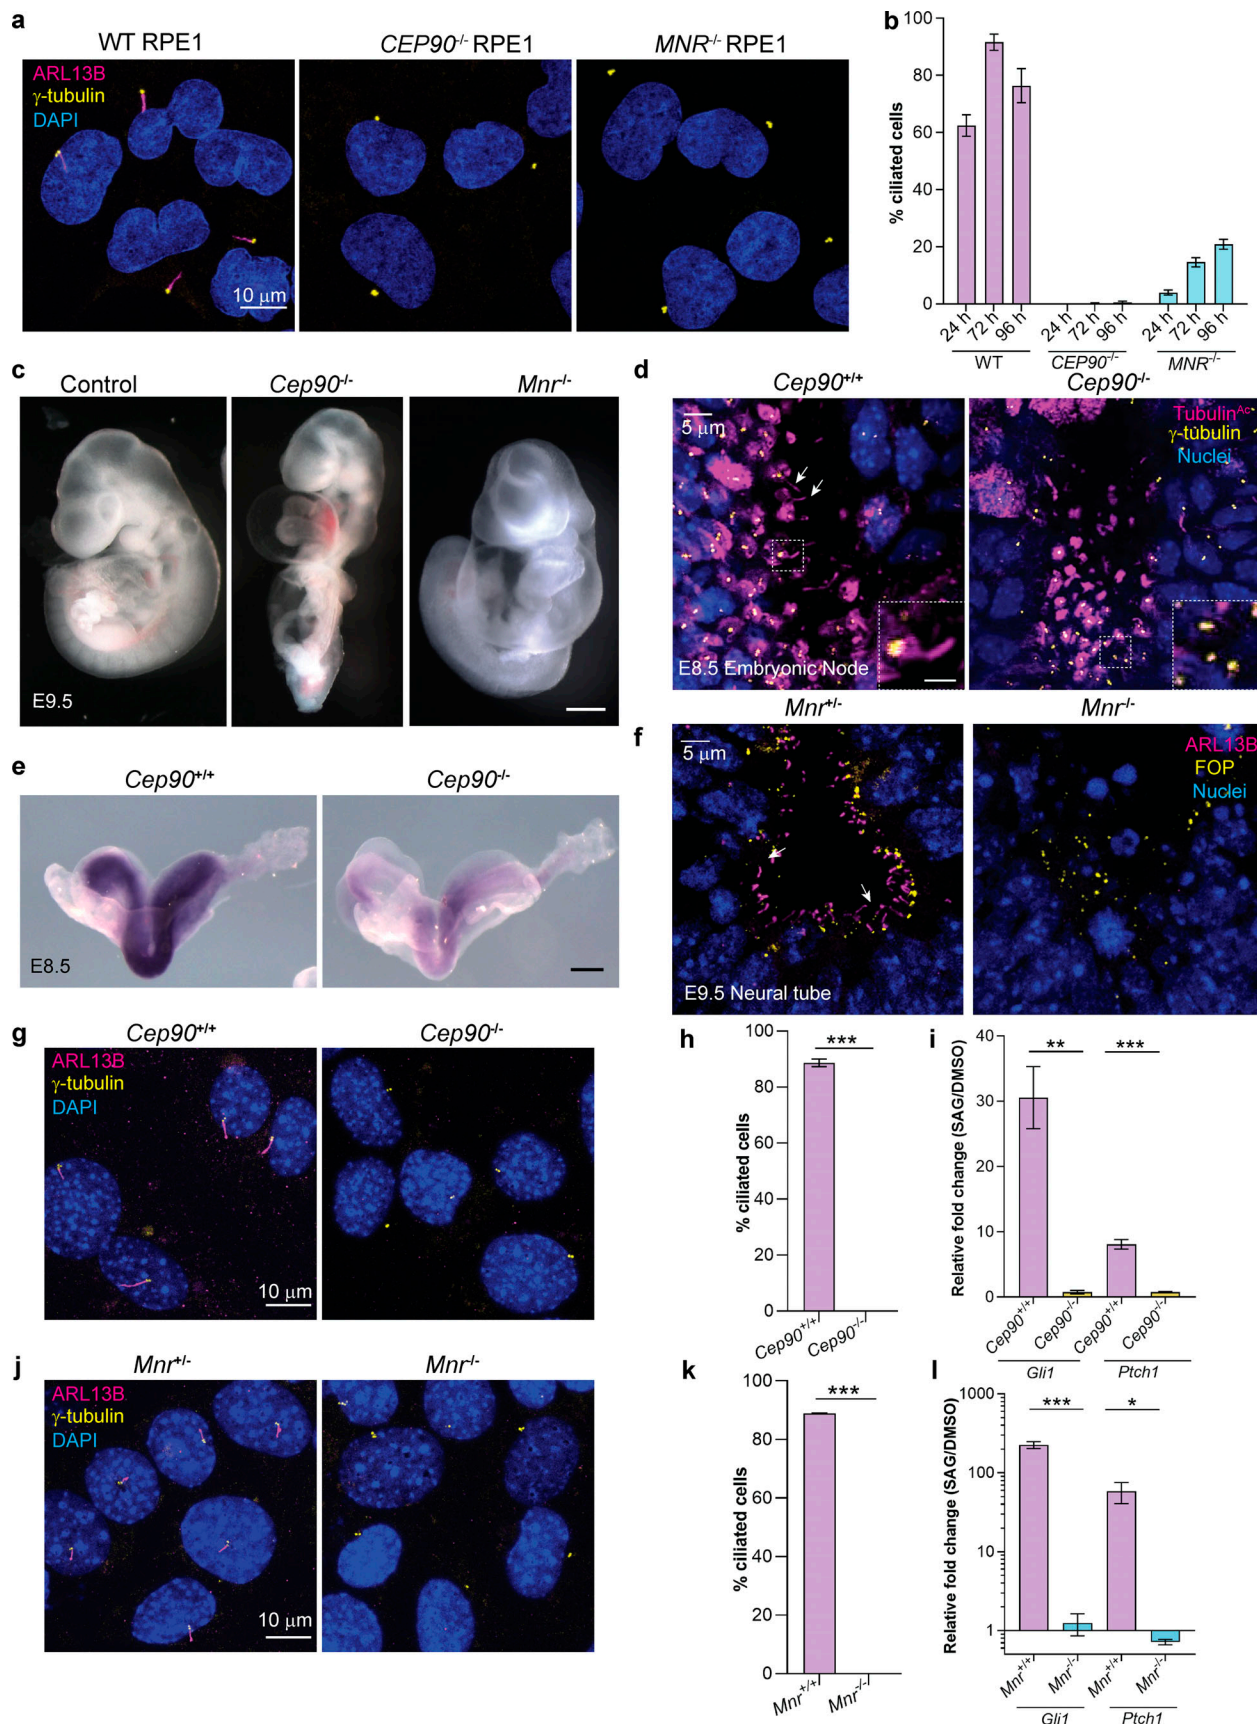 a
WT RPE1
CEP90-/- RPE1
MNR-/- RPE1
ARL13B
γ-tubulin
DAPI
10 μm
b
% ciliated cells
100
80
60
40
20
0
24 h
72 h
96 h
24 h
72 h
96 h
24 h
72 h
96 h
WT
CEP90-/-
MNR-/-
c
Control
Cep90-/-
Mnr-/-
E9.5
d
Cep90+/+
Cep90-/-
5 μm
TubulinAc
γ-tubulin
Nuclei
E8.5 Embryonic Node
e
Cep90+/+
Cep90-/-
E8.5
f
Mnr+/-
Mnr-/-
5 μm
ARL13B
FOP
Nuclei
E9.5 Neural tube
g
Cep90+/+
Cep90-/-
ARL13B
γ-tubulin
DAPI
10 μm
h
% ciliated cells
100
80
60
40
20
0
***
Cep90+/+
Cep90-/-
i
Relative fold change (SAG/DMSO)
40
30
20
10
0
**
***
Cep90+/+
Cep90-/-
Cep90+/+
Cep90-/-
Gli1
Ptch1
j
Mnr+/-
Mnr-/-
ARL13B
γ-tubulin
DAPI
10 μm
k
% ciliated cells
100
80
60
40
20
0
***
Mnr+/+
Mnr-/-
l
Relative fold change (SAG/DMSO)
1000
100
10
1
***
*
Mnr+/+
Mnr-/-
Mnr+/+
Mnr-/-
Gli1
Ptch1